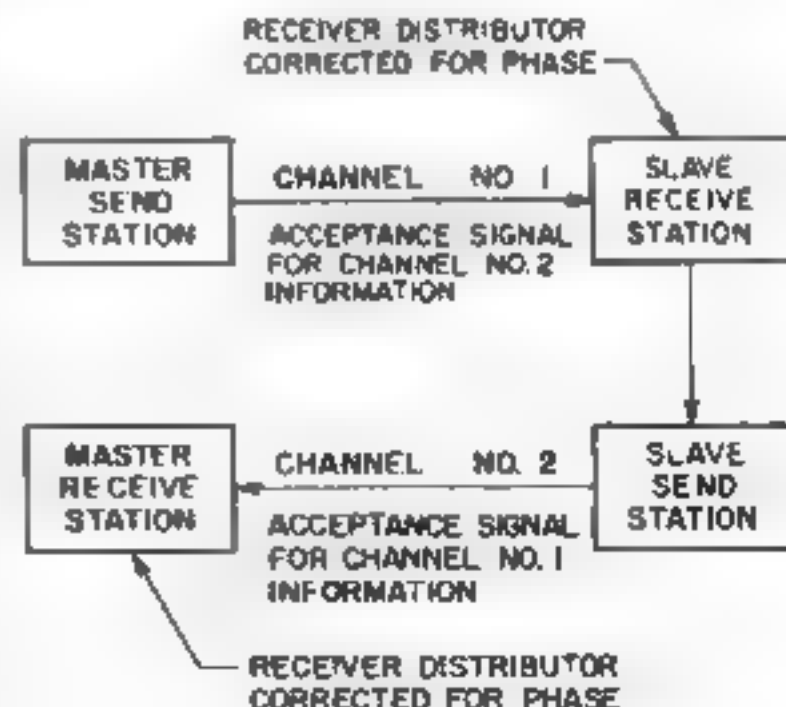 RECEIVER DISTRIBUTOR
CORRECTED FOR PHASE
MASTER
SEND
STATION
CHANNEL NO 1
ACCEPTANCE SIGNAL
FOR CHANNEL NO. 2
INFORMATION
SLAVE
RECEIVE
STATION
MASTER
RECEIVE
STATION
CHANNEL NO. 2
ACCEPTANCE SIGNAL
FOR CHANNEL NO. 1
INFORMATION
SLAVE
SEND
STATION
RECEIVER DISTRIBUTOR
CORRECTED FOR PHASE